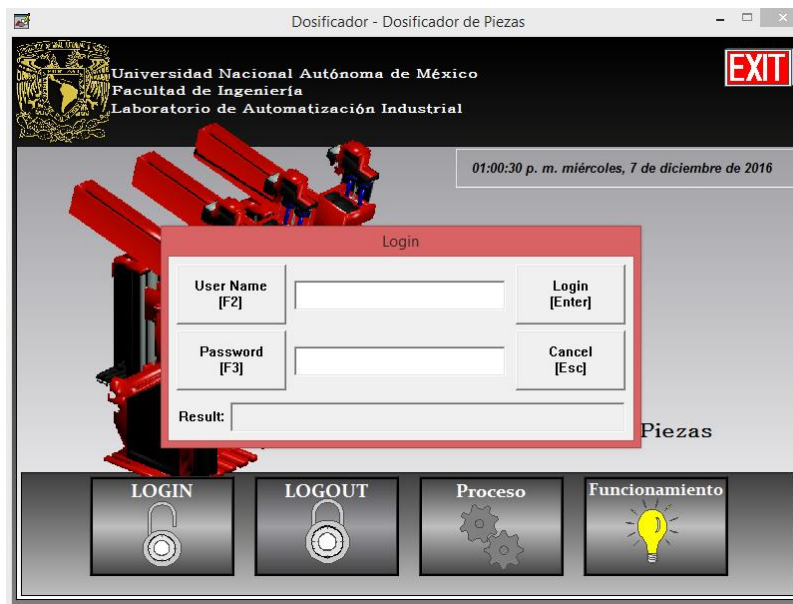 Dosificador - Dosificador de Piezas
Universidad Nacional Autónoma de México
Facultad de Ingeniería
Laboratorio de Automatización Industrial
EXIT
01:00:30 p. m. miércoles, 7 de diciembre de 2016
Login
User Name
[F2]
Login
[Enter]
Password
[F3]
Cancel
[Esc]
Result:
Piezas
LOGIN
LOGOUT
Proceso
Funcionamiento